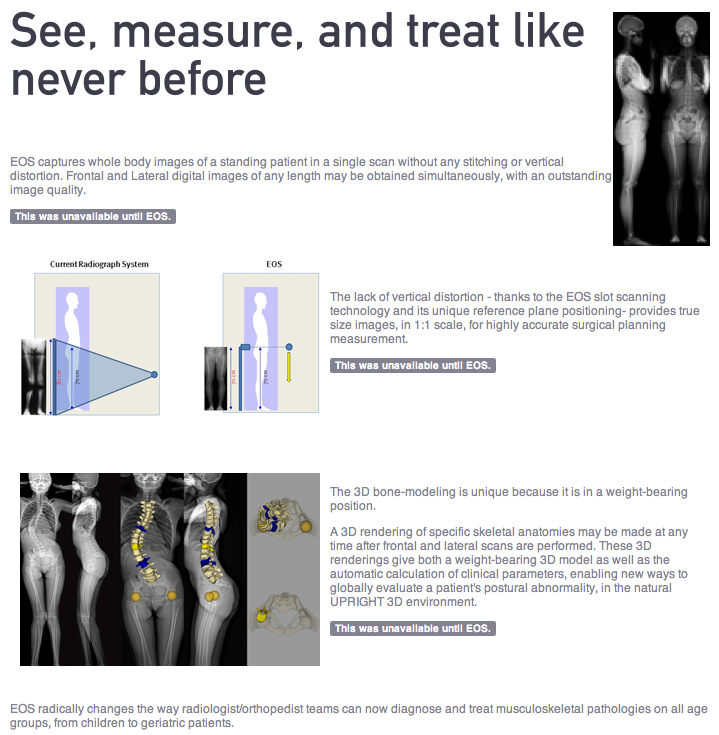 See, measure, and treat like
never before
EOS captures whole body images of a standing patient in a single scan without any stitching or vertical
distortion. Frontal and Lateral digital images of any length may be obtained simultaneously, with an outstanding
image quality.
This was unavailable until EOS.
Current Radiograph System
EOS
70 cm
70 cm
70 cm
The lack of vertical distortion - thanks to the EOS slot scanning
technology and its unique reference plane positioning- provides true
size images, in 1:1 scale, for highly accurate surgical planning
measurement.
This was unavailable until EOS.
The 3D bone-modeling is unique because it is in a weight-bearing
position.
A 3D rendering of specific skeletal anatomies may be made at any
time after frontal and lateral scans are performed. These 3D
renderings give both a weight-bearing 3D model as well as the
automatic calculation of clinical parameters, enabling new ways to
globally evaluate a patient's postural abnormality, in the natural
UPRIGHT 3D environment.
This was unavailable until EOS.
EOS radically changes the way radiologist/orthopedist teams can now diagnose and treat musculoskeletal pathologies on all age
groups, from children to geriatric patients.